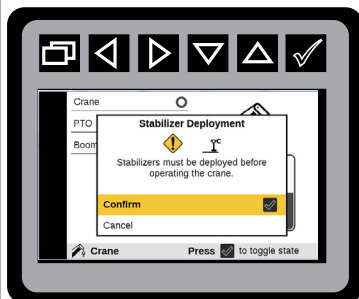 Crane
PTO
Boom
Stabilizer Deployment
Stabilizers must be deployed before
operating the crane.
Confirm
Cancel
Crane
Press to toggle state